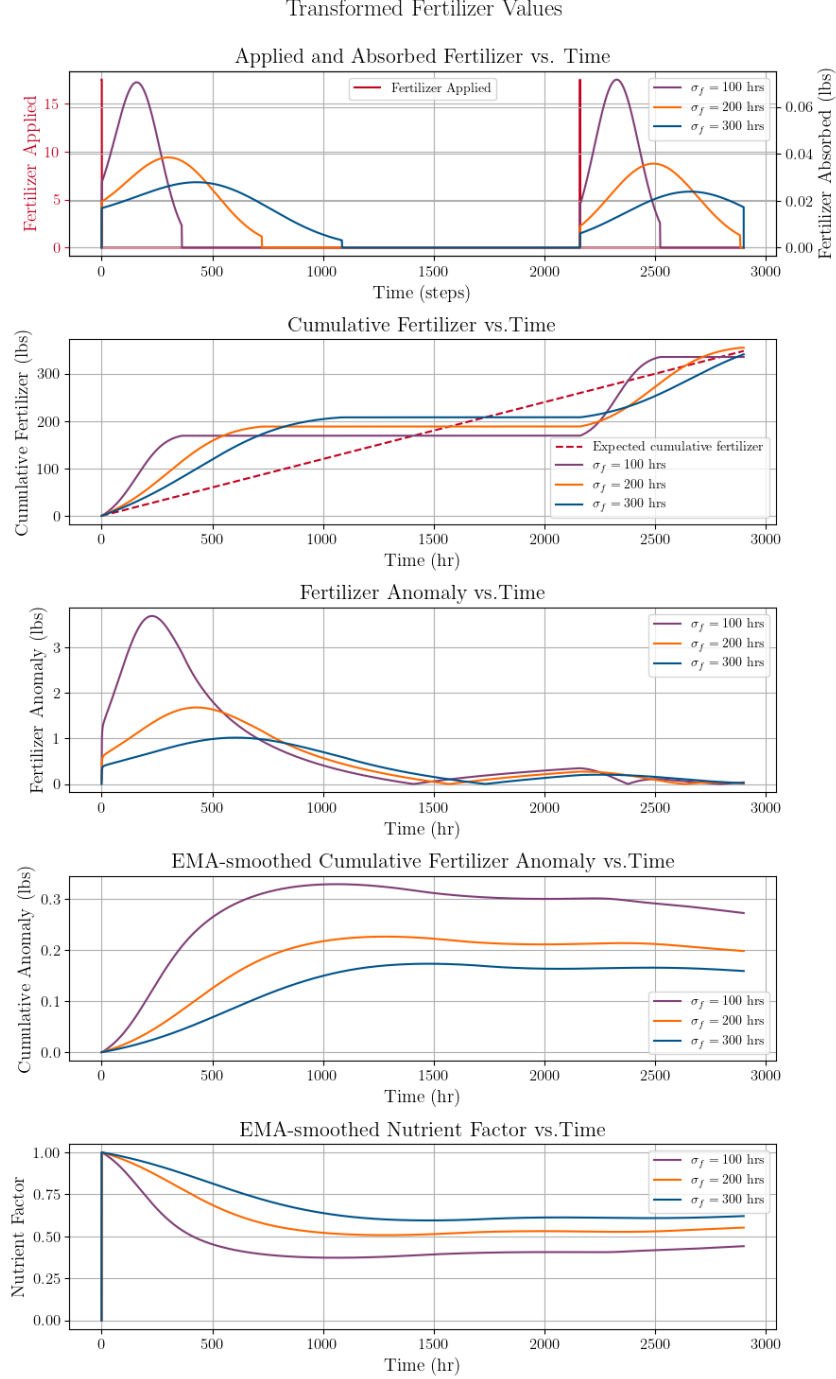 Transformed Fertilizer Values
Applied and Absorbed Fertilizer vs. Time
Fertilizer Applied
15
10
5
0
Fertilizer Applied
σf = 100 hrs
σf = 200 hrs
σf = 300 hrs
0.06
0.04
0.02
0.00
Fertilizer Absorbed (lbs)
0 500 1000 1500 2000 2500 3000
Time (steps)
Cumulative Fertilizer vs.Time
Cumulative Fertilizer (lbs)
300
200
100
0
Expected cumulative fertilizer
σf = 100 hrs
σf = 200 hrs
σf = 300 hrs
0 500 1000 1500 2000 2500 3000
Time (hr)
Fertilizer Anomaly vs.Time
Fertilizer Anomaly (lbs)
3
2
1
0
σf = 100 hrs
σf = 200 hrs
σf = 300 hrs
0 500 1000 1500 2000 2500 3000
Time (hr)
EMA-smoothed Cumulative Fertilizer Anomaly vs.Time
Cumulative Anomaly (lbs)
0.3
0.2
0.1
0.0
σf = 100 hrs
σf = 200 hrs
σf = 300 hrs
0 500 1000 1500 2000 2500 3000
Time (hr)
EMA-smoothed Nutrient Factor vs.Time
Nutrient Factor
1.00
0.75
0.50
0.25
0.00
σf = 100 hrs
σf = 200 hrs
σf = 300 hrs
0 500 1000 1500 2000 2500 3000
Time (hr)